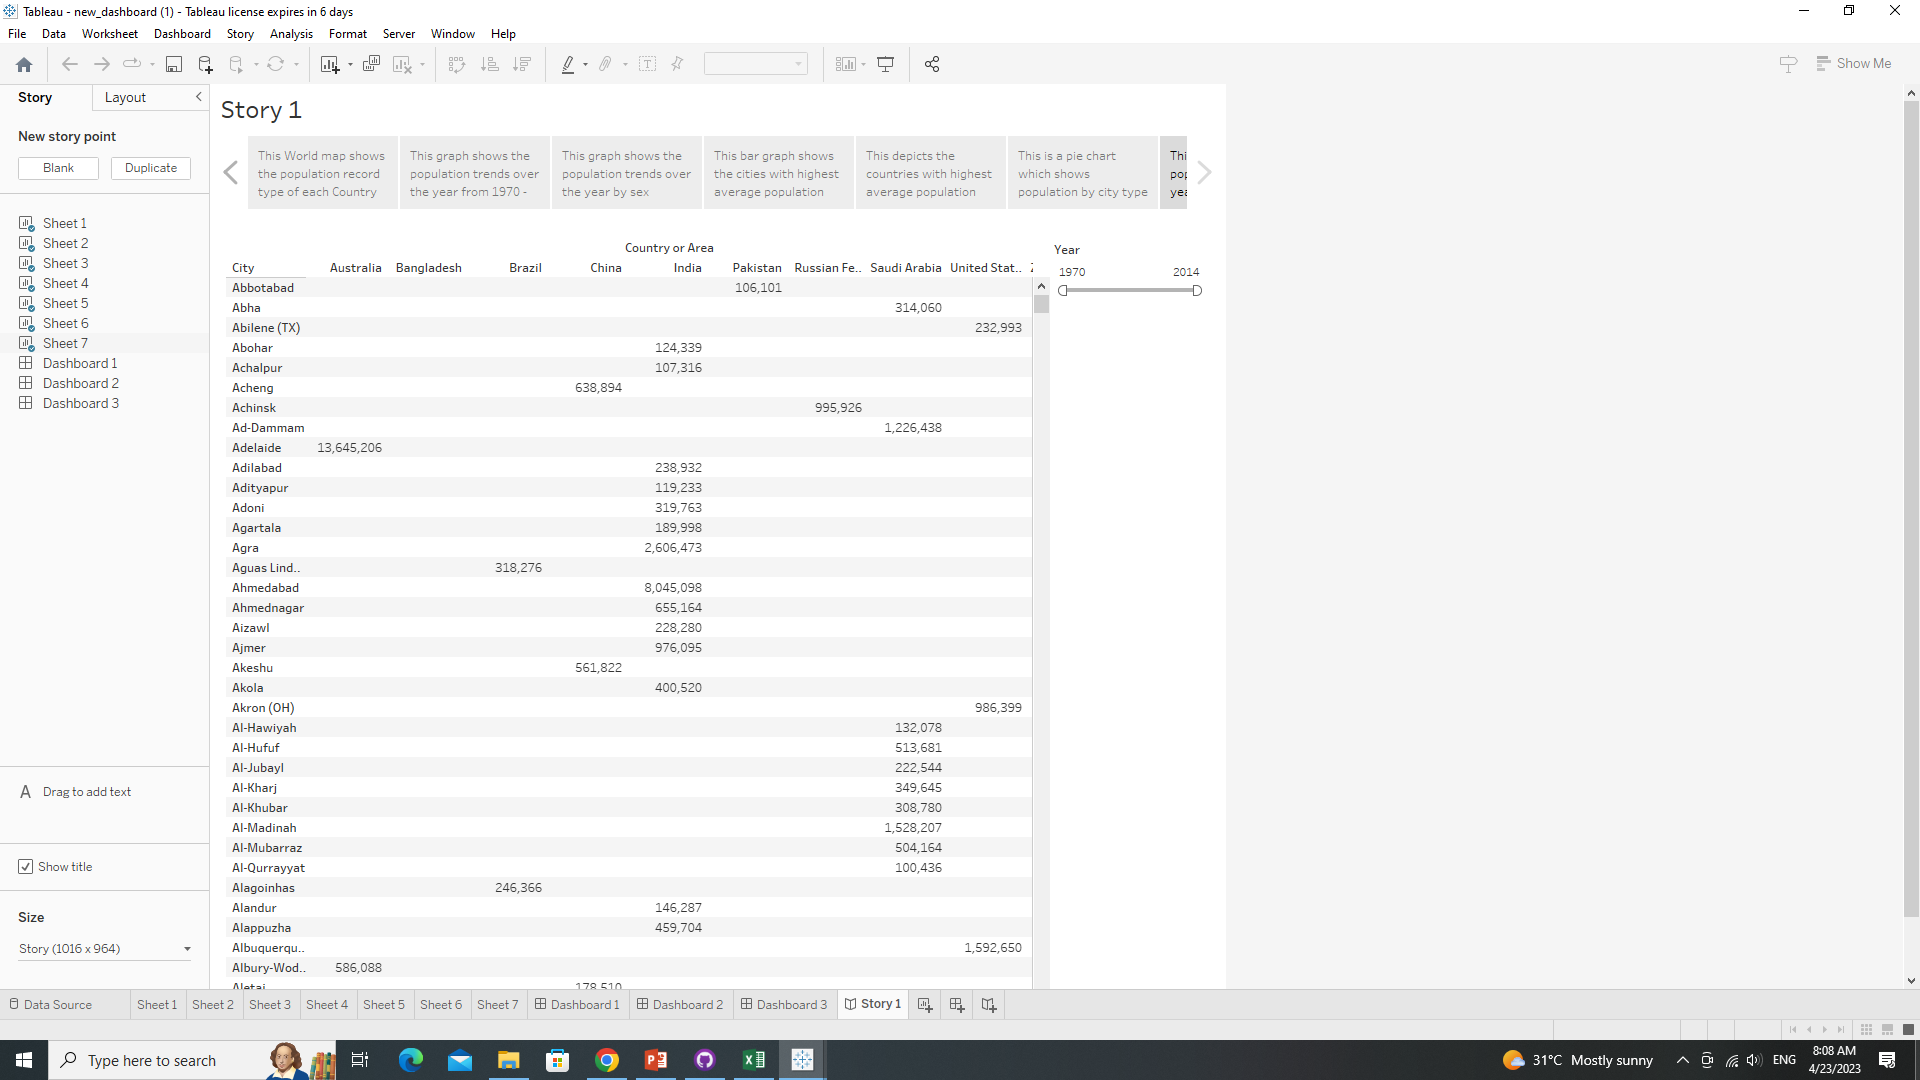 Tableau - new_dashboard (1) - Tableau license expires in 6 days
File Data Worksheet Dashboard Story Analysis Format Server Window Help
Show Me
Story Layout
New story point
Blank Duplicate
Sheet 1
Sheet 2
Sheet 3
Sheet 4
Sheet 5
Sheet 6
Sheet 7
Dashboard 1
Dashboard 2
Dashboard 3
A Drag to add text
Show title
Size
Story (1016 x 964)
Story 1
This World map shows
the population record
type of each Country
This graph shows the
population trends over
the year from 1970 -
This graph shows the
population trends over
the year by sex
This bar graph shows
the cities with highest
average population
This depicts the
countries with highest
average population
This is a pie chart
which shows
population by city type
Thi
pop
yea
Country or Area
City Australia Bangladesh Brazil China India Pakistan Russian Fe.. Saudi Arabia United Stat..
Abbotabad 106,101
Abha 314,060
Abilene (TX) 232,993
Abohar 124,339
Achalpur 107,316
Acheng 638,894
Achinsk 995,926
Ad-Dammam 1,226,438
Adelaide 13,645,206
Adilabad 238,932
Adityapur 119,233
Adoni 319,763
Agartala 189,998
Agra 2,606,473
Aguas Lind.. 318,276
Ahmedabad 8,045,098
Ahmednagar 655,164
Aizawl 228,280
Ajmer 976,095
Akeshu 561,822
Akola 400,520
Akron (OH) 986,399
Al-Hawiyah 132,078
Al-Hufuf 513,681
Al-Jubayl 222,544
Al-Kharj 349,645
Al-Khubar 308,780
Al-Madinah 1,528,207
Al-Mubarraz 504,164
Al-Qurrayyat 100,436
Alagoinhas 246,366
Alandur 146,287
Alappuzha 459,704
Albuquerqu.. 1,592,650
Albury-Wod.. 586,088
Aletai 178,510
Year
1970 2014
Data Source Sheet 1 Sheet 2 Sheet 3 Sheet 4 Sheet 5 Sheet 6 Sheet 7 Dashboard 1 Dashboard 2 Dashboard 3 Story 1
Type here to search
31°C Mostly sunny
ENG
8:08 AM
4/23/2023